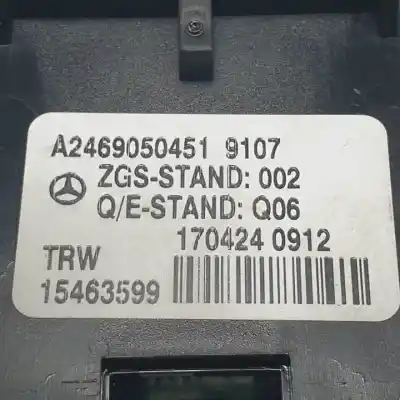 A2469050451 9107
ZGS-STAND: 002
Q/E-STAND: Q06
170424 0912
TRW
15463599